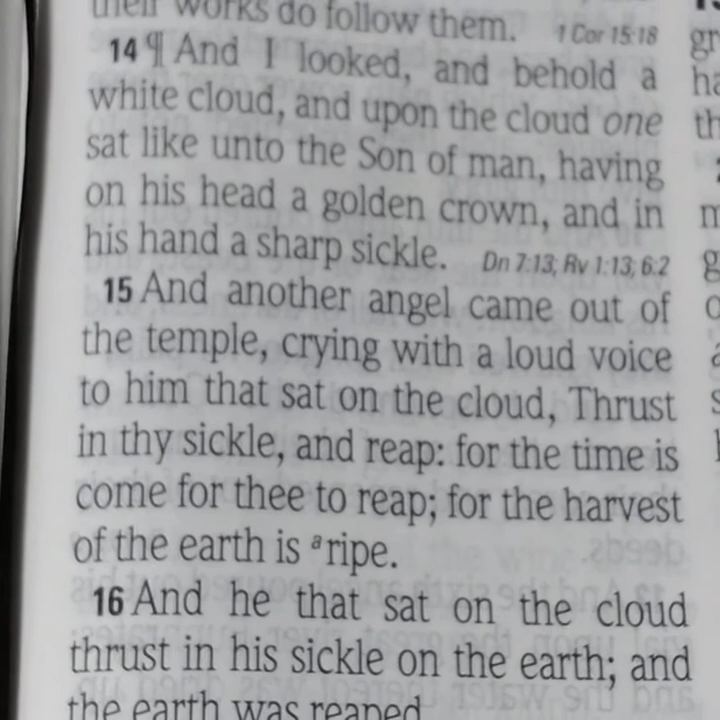 their works do follow them. 1 Cor 15:18
14 ¶ And I looked, and behold a
white cloud, and upon the cloud one
sat like unto the Son of man, having
on his head a golden crown, and in
his hand a sharp sickle. Dn 7:13; Rv 1:13; 6:2
15 And another angel came out of
the temple, crying with a loud voice
to him that sat on the cloud, Thrust
in thy sickle, and reap: for the time is
come for thee to reap; for the harvest
of the earth is ᵃripe.
16 And he that sat on the cloud
thrust in his sickle on the earth; and
the earth was reaped